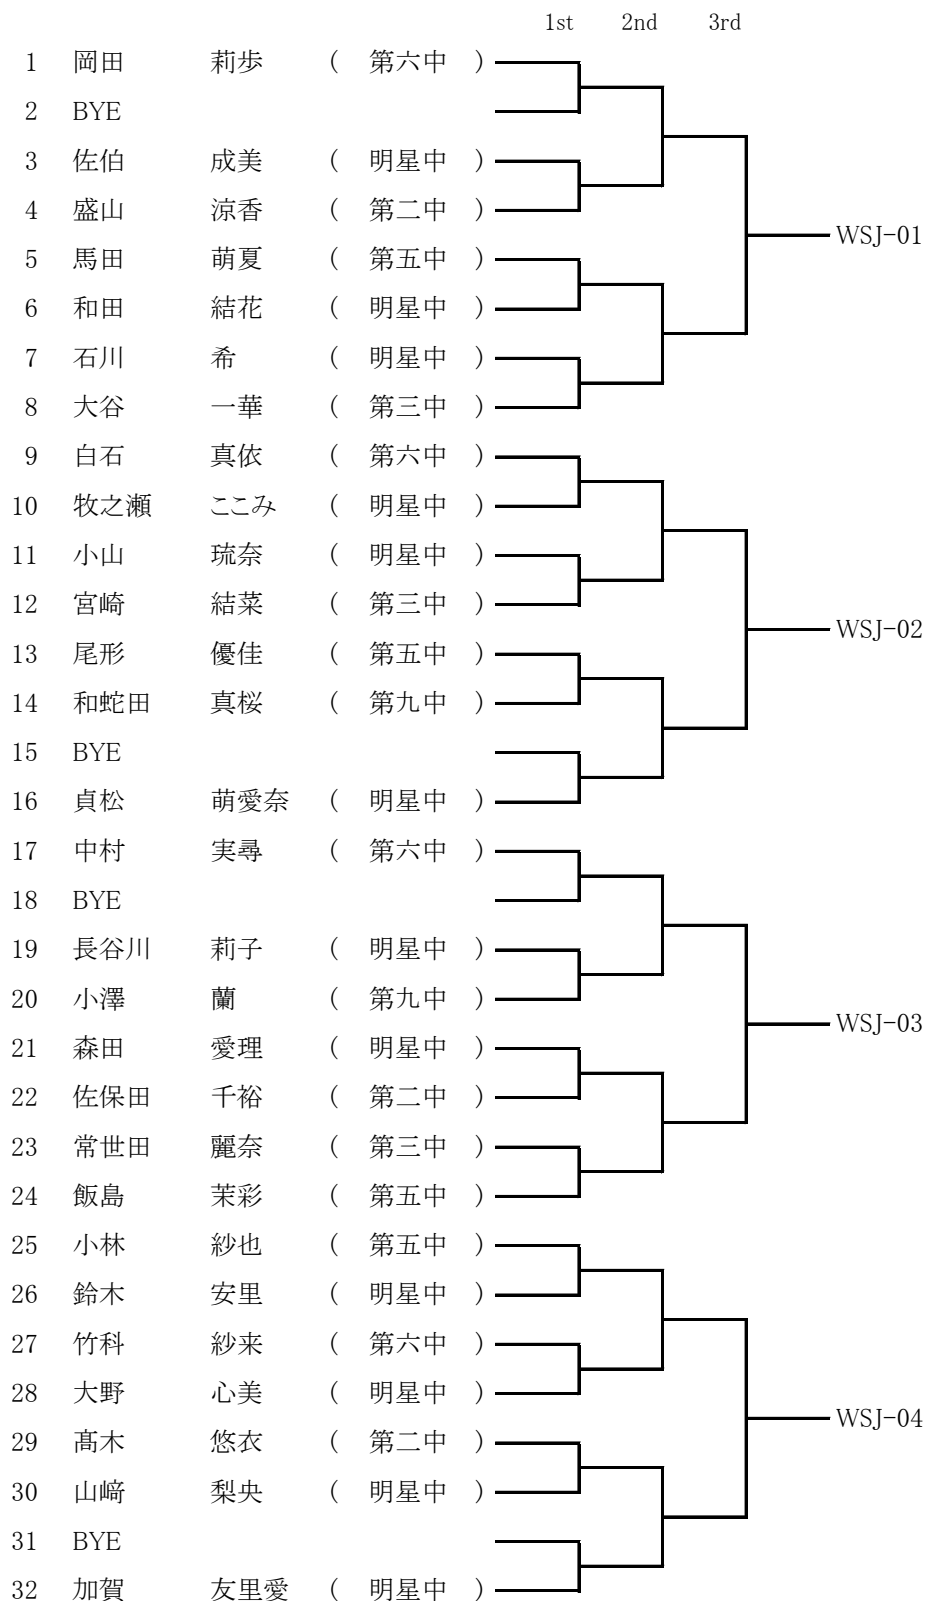 1st 2nd 3rd
1 岡田 莉歩 ( 第六中 )
2 BYE
3 佐伯 成美 ( 明星中 )
4 盛山 涼香 ( 第二中 )
WSJ-01
5 馬田 萌夏 ( 第五中 )
6 和田 結花 ( 明星中 )
7 石川 希 ( 明星中 )
8 大谷 一華 ( 第三中 )
9 白石 真依 ( 第六中 )
10 牧之瀬 ここみ ( 明星中 )
11 小山 琉奈 ( 明星中 )
12 宮崎 結菜 ( 第三中 )
WSJ-02
13 尾形 優佳 ( 第五中 )
14 和蛇田 真桜 ( 第九中 )
15 BYE
16 貞松 萌愛奈 ( 明星中 )
17 中村 実尋 ( 第六中 )
18 BYE
19 長谷川 莉子 ( 明星中 )
20 小澤 蘭 ( 第九中 )
WSJ-03
21 森田 愛理 ( 明星中 )
22 佐保田 千裕 ( 第二中 )
23 常世田 麗奈 ( 第三中 )
24 飯島 茉彩 ( 第五中 )
25 小林 紗也 ( 第五中 )
26 鈴木 安里 ( 明星中 )
27 竹科 紗来 ( 第六中 )
28 大野 心美 ( 明星中 )
WSJ-04
29 髙木 悠衣 ( 第二中 )
30 山﨑 梨央 ( 明星中 )
31 BYE
32 加賀 友里愛 ( 明星中 )